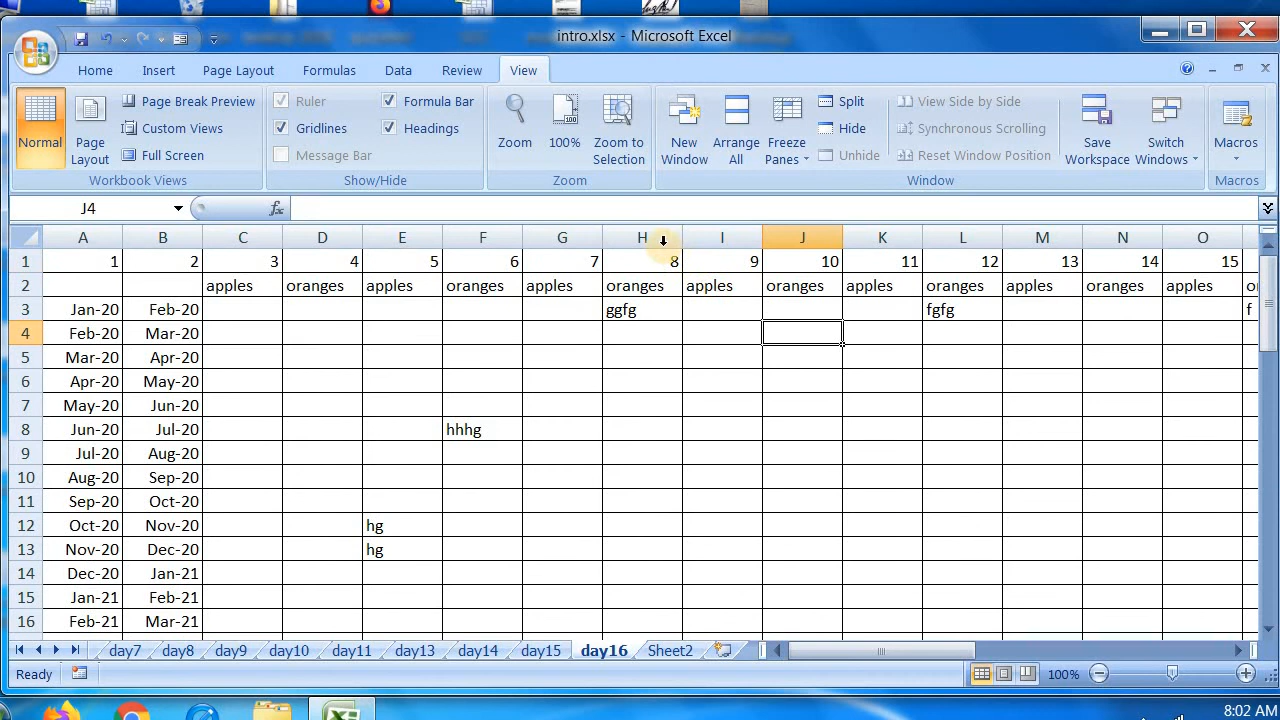 intro.xlsx - Microsoft Excel
Home Insert Page Layout Formulas Data Review View
Normal
Page Layout
Page Break Preview
Custom Views
Full Screen
Workbook Views
Ruler
Gridlines
Message Bar
Formula Bar
Headings
Show/Hide
Zoom
100%
Zoom to Selection
Zoom
New Window
Arrange All
Freeze Panes
Split
Hide
Unhide
View Side by Side
Synchronous Scrolling
Reset Window Position
Window
Save Workspace
Switch Windows
Macros
Macros
J4 fx
A B C D E F G H I J K L M N O
1 1 2 3 4 5 6 7 8 9 10 11 12 13 14 15
2 apples oranges apples oranges apples oranges apples oranges apples oranges apples oranges apples
3 Jan-20 Feb-20 ggfg fgfg f
4 Feb-20 Mar-20
5 Mar-20 Apr-20
6 Apr-20 May-20
7 May-20 Jun-20
8 Jun-20 Jul-20 hhhg
9 Jul-20 Aug-20
10 Aug-20 Sep-20
11 Sep-20 Oct-20
12 Oct-20 Nov-20 hg
13 Nov-20 Dec-20 hg
14 Dec-20 Jan-21
15 Jan-21 Feb-21
16 Feb-21 Mar-21
day7 day8 day9 day10 day11 day13 day14 day15 day16 Sheet2
Ready 100%
8:02 AM